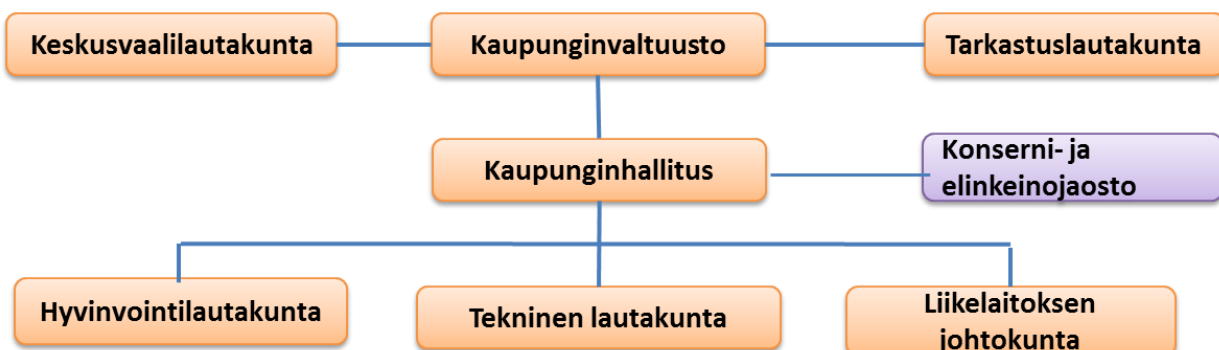 Keskusvaalilautakunta
Kaupunginvaltuusto
Tarkastuslautakunta
Kaupunginhallitus
Konserni- ja
elinkeinojaosto
Hyvinvointilautakunta
Tekninen lautakunta
Liikelaitoksen
johtokunta